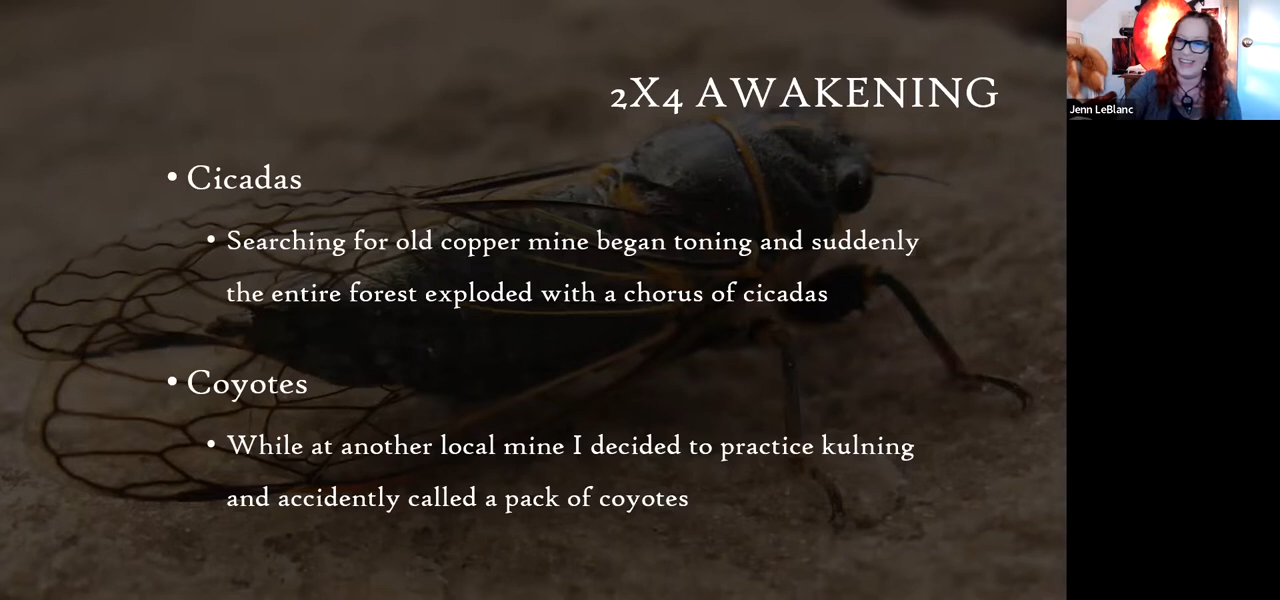 2X4 AWAKENING
• Cicadas
• Searching for old copper mine began toning and suddenly
the entire forest exploded with a chorus of cicadas
• Coyotes
• While at another local mine I decided to practice kulning
and accidently called a pack of coyotes
Jenn LeBlanc